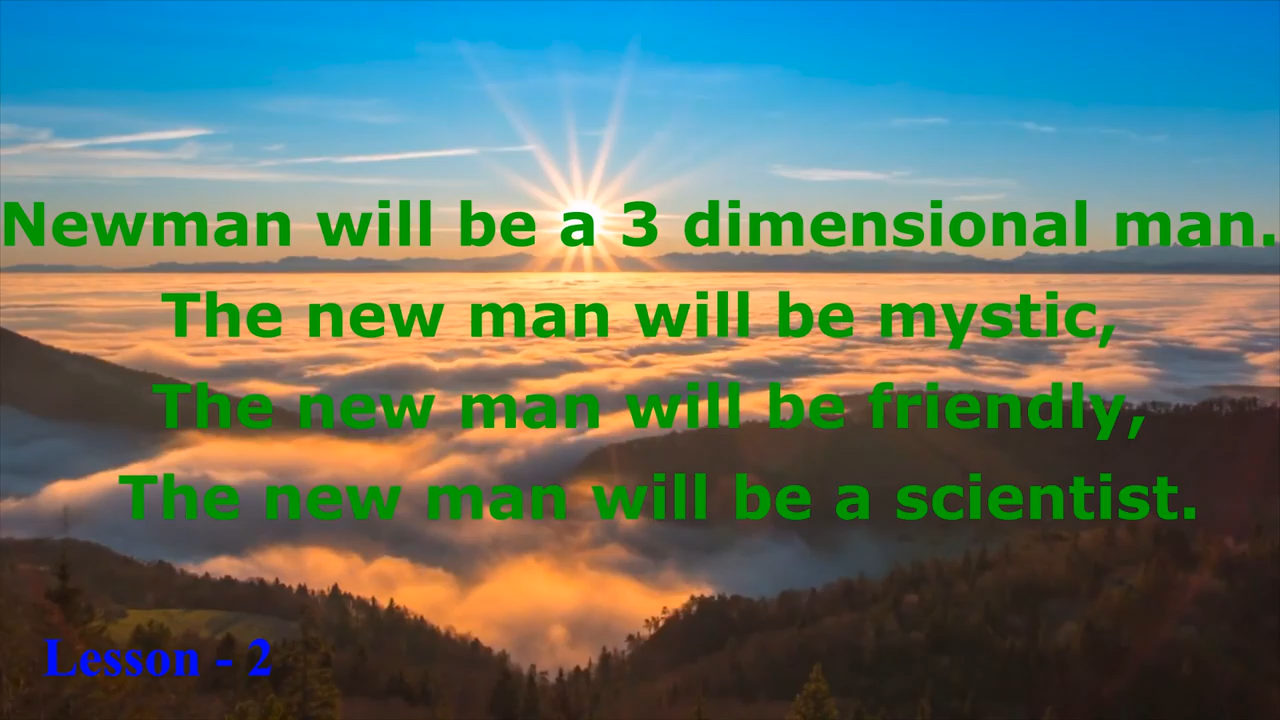 Newman will be a 3 dimensional man.
The new man will be mystic,
The new man will be friendly,
The new man will be a scientist.
Lesson - 2